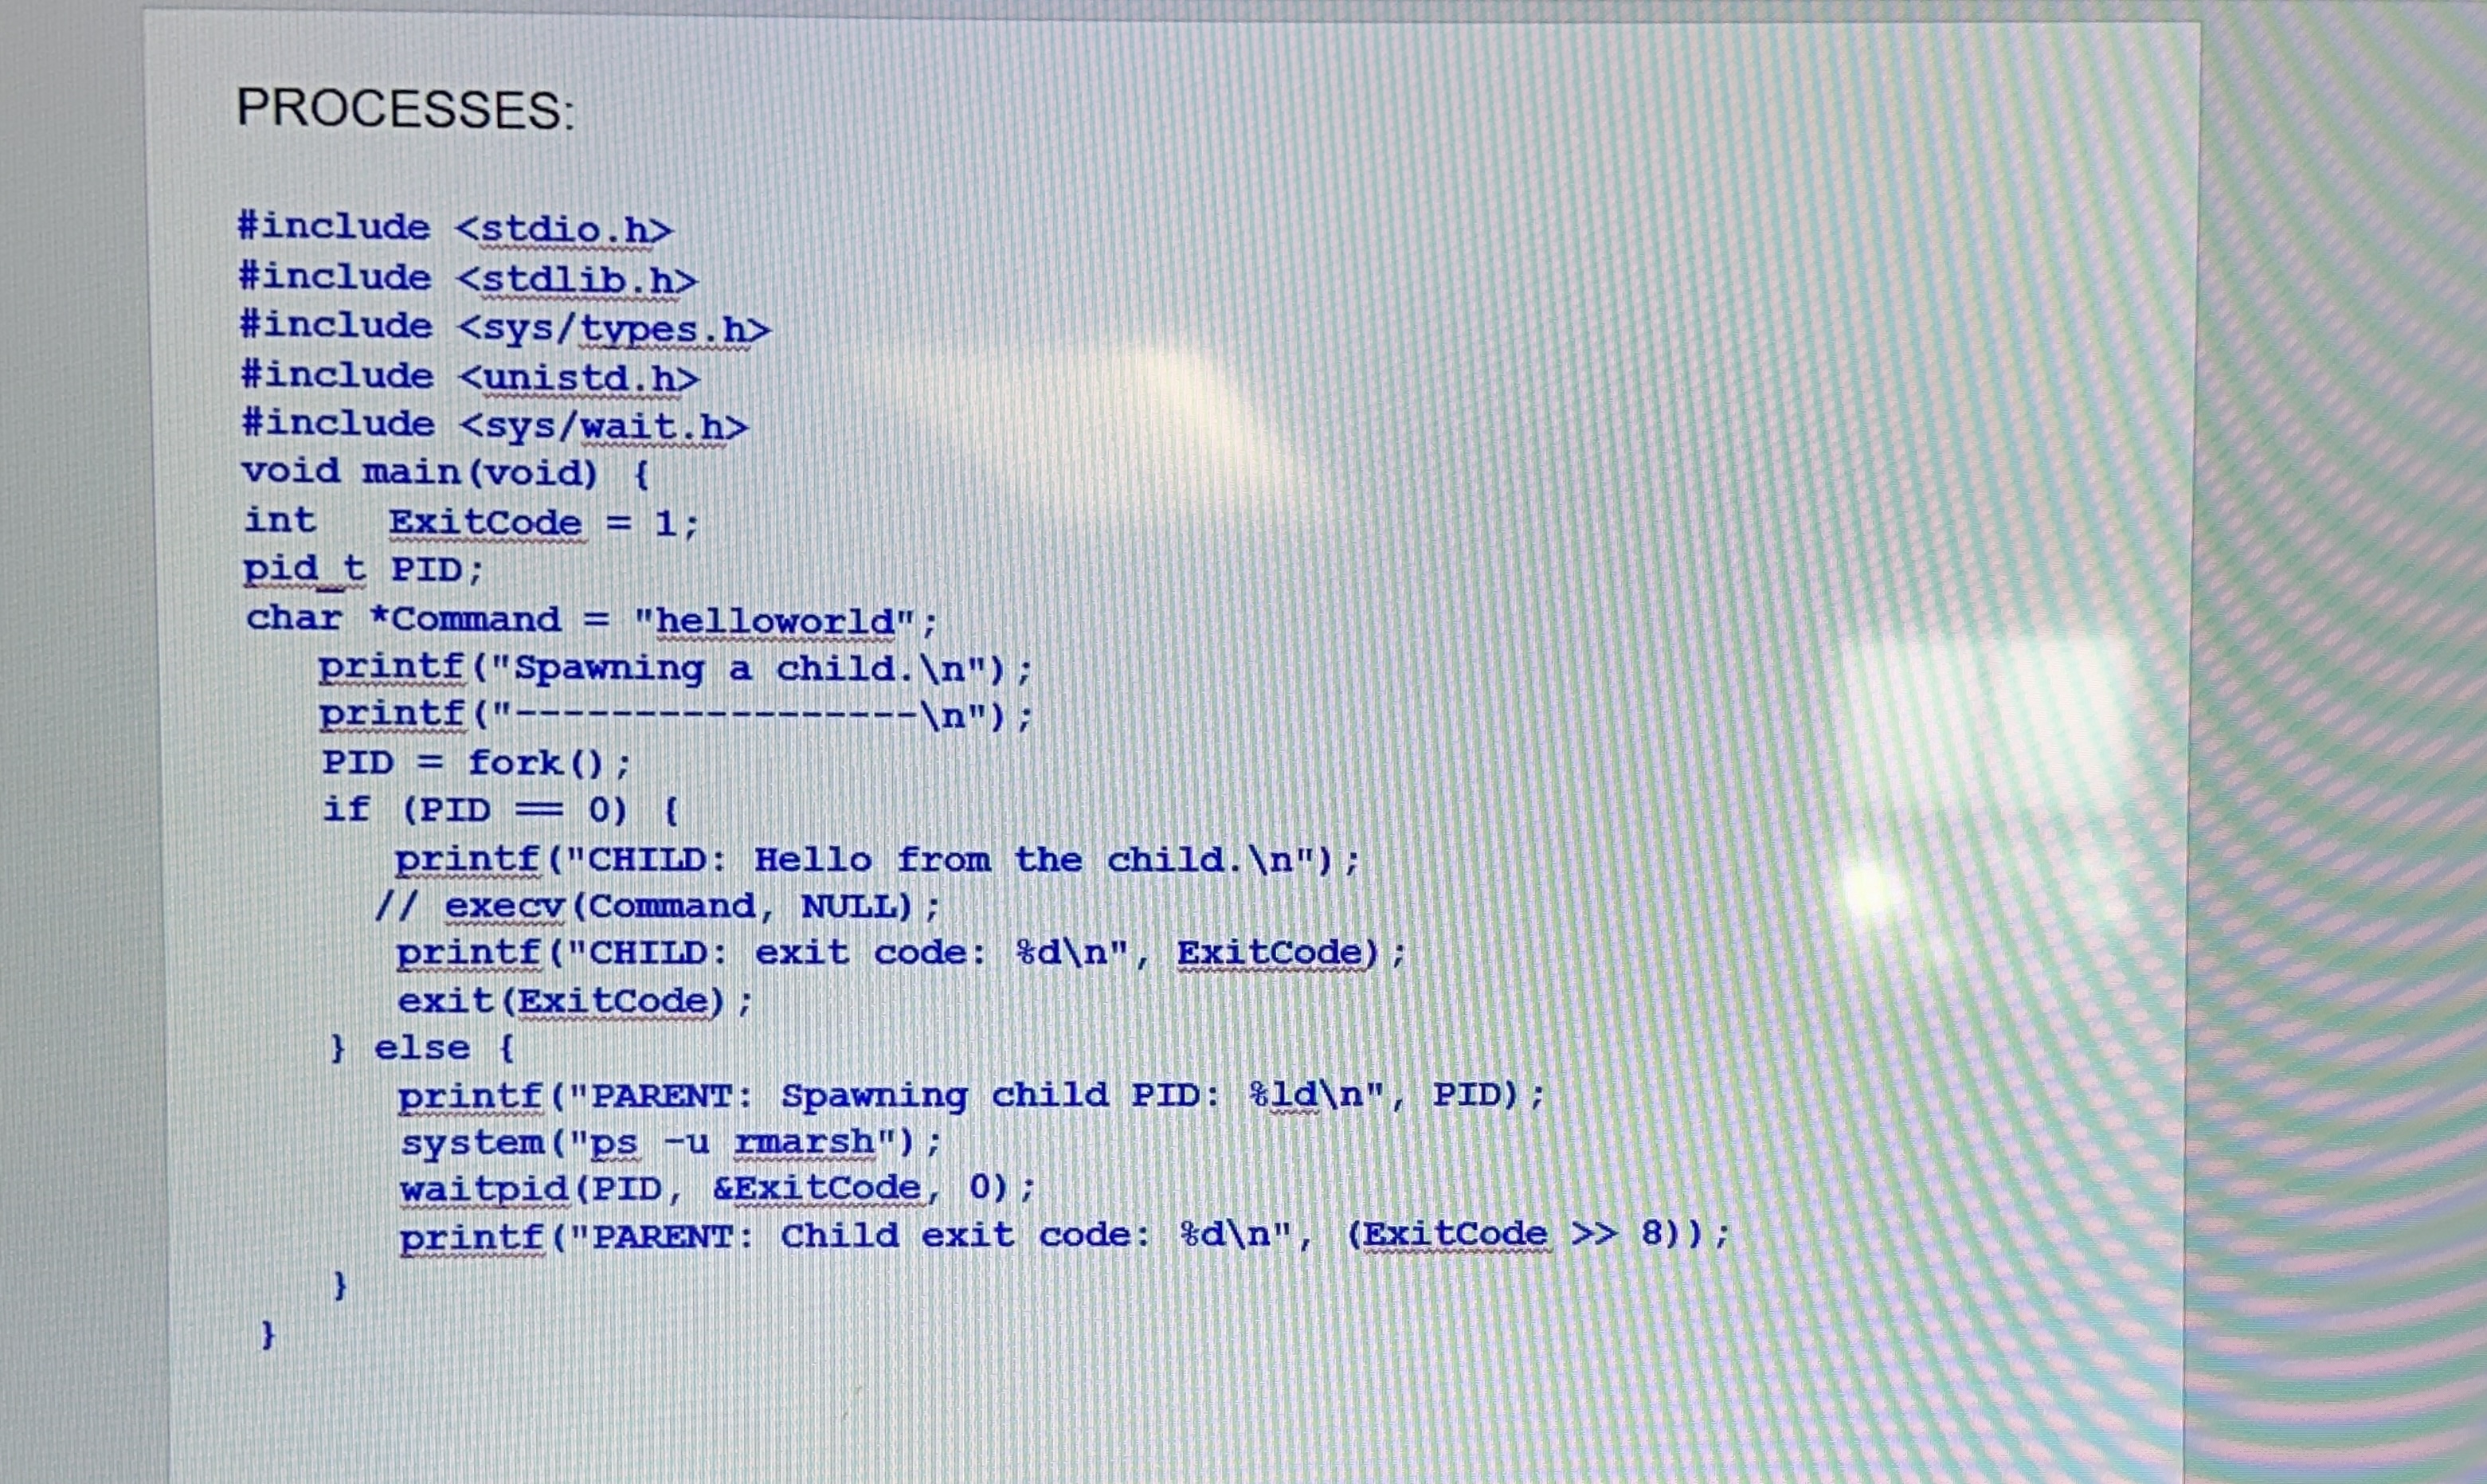 PROCESSES:
#include <stdio.h>
#include <stdlib.h>
#include <sys/types.h>
#include <unistd.h>
#include <sys/wait.h>
void main(void) {
int   ExitCode = 1;
pid_t PID;
char *Command = "helloworld";
printf("Spawning a child.\n");
printf("-----------------\n");
PID = fork();
if (PID == 0) {
printf("CHILD: Hello from the child.\n");
// execv(Command, NULL);
printf("CHILD: exit code: %d\n", ExitCode);
exit(ExitCode);
} else {
printf("PARENT: Spawning child PID: %ld\n", PID);
system("ps -u rmarsh");
waitpid(PID, &ExitCode, 0);
printf("PARENT: Child exit code: %d\n", (ExitCode >> 8));
}
}